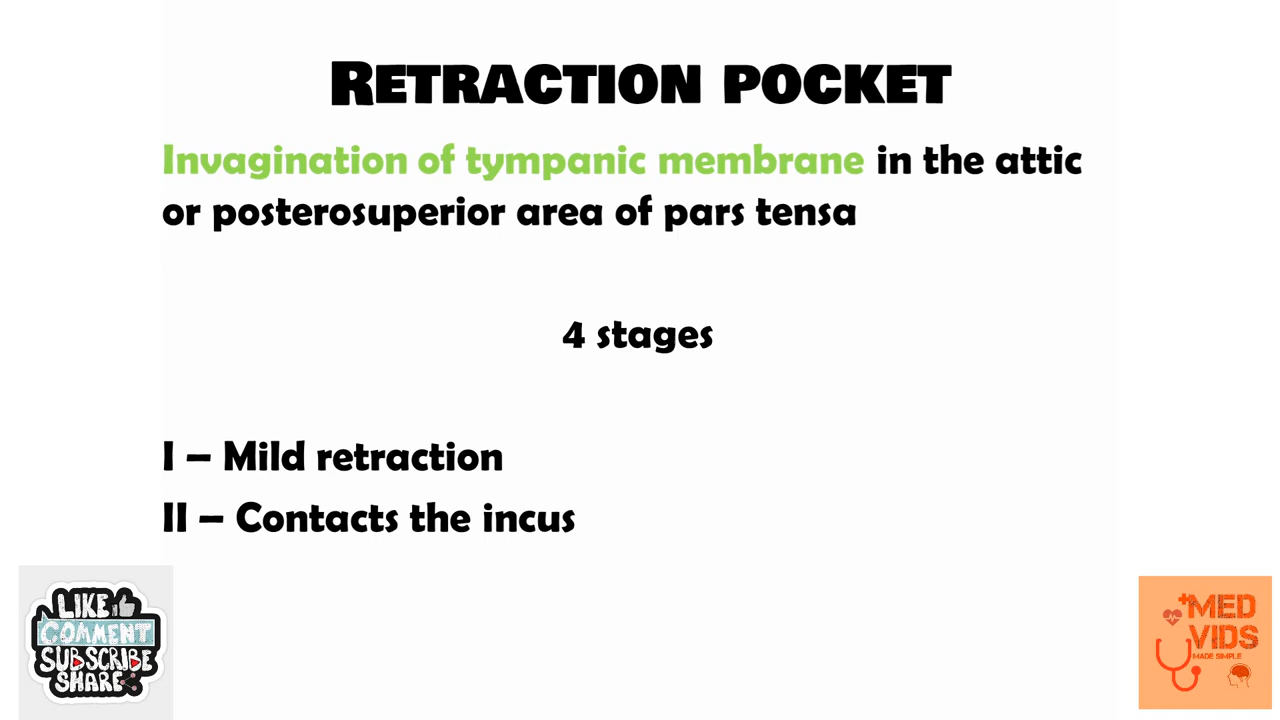 RETRACTION POCKET
Invagination of tympanic membrane in the attic
or posterosuperior area of pars tensa
4 stages
I – Mild retraction
II – Contacts the incus
LIKE
COMMENT
SUBSCRIBE
SHARE
MED
VIDS
MADE SIMPLE